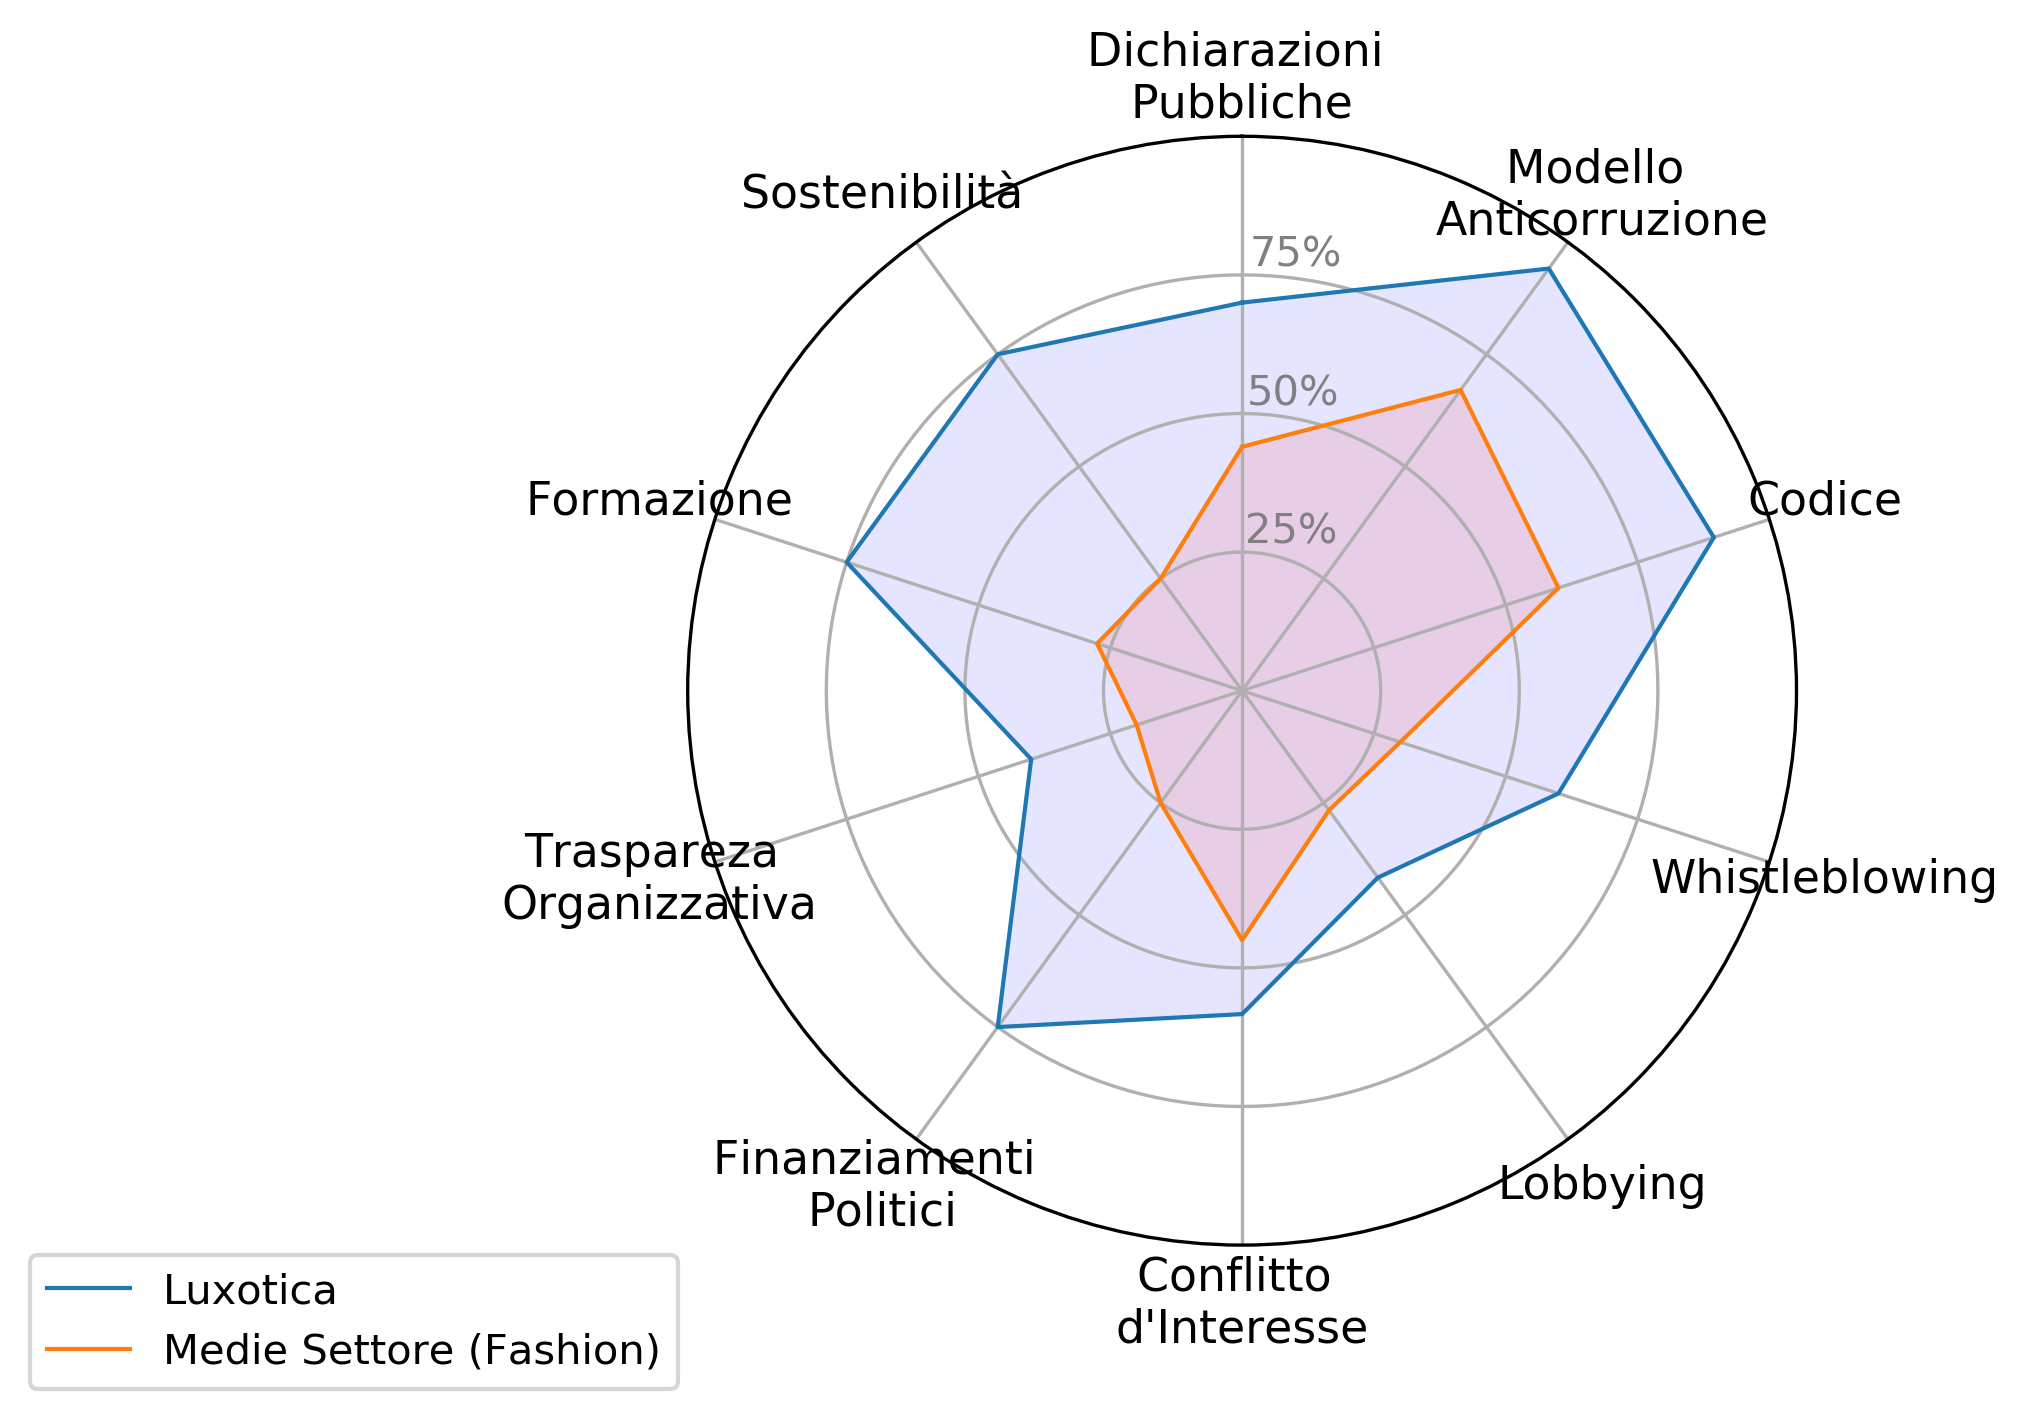 Dichiarazioni
Pubbliche
Modello
Anticorruzione
Sostenibilità
75%
50%
25%
Formazione
Codice
Traspareza
Organizzativa
Whistleblowing
Finanziamenti
Politici
Lobbying
Conflitto
d'Interesse
Luxotica
Medie Settore (Fashion)